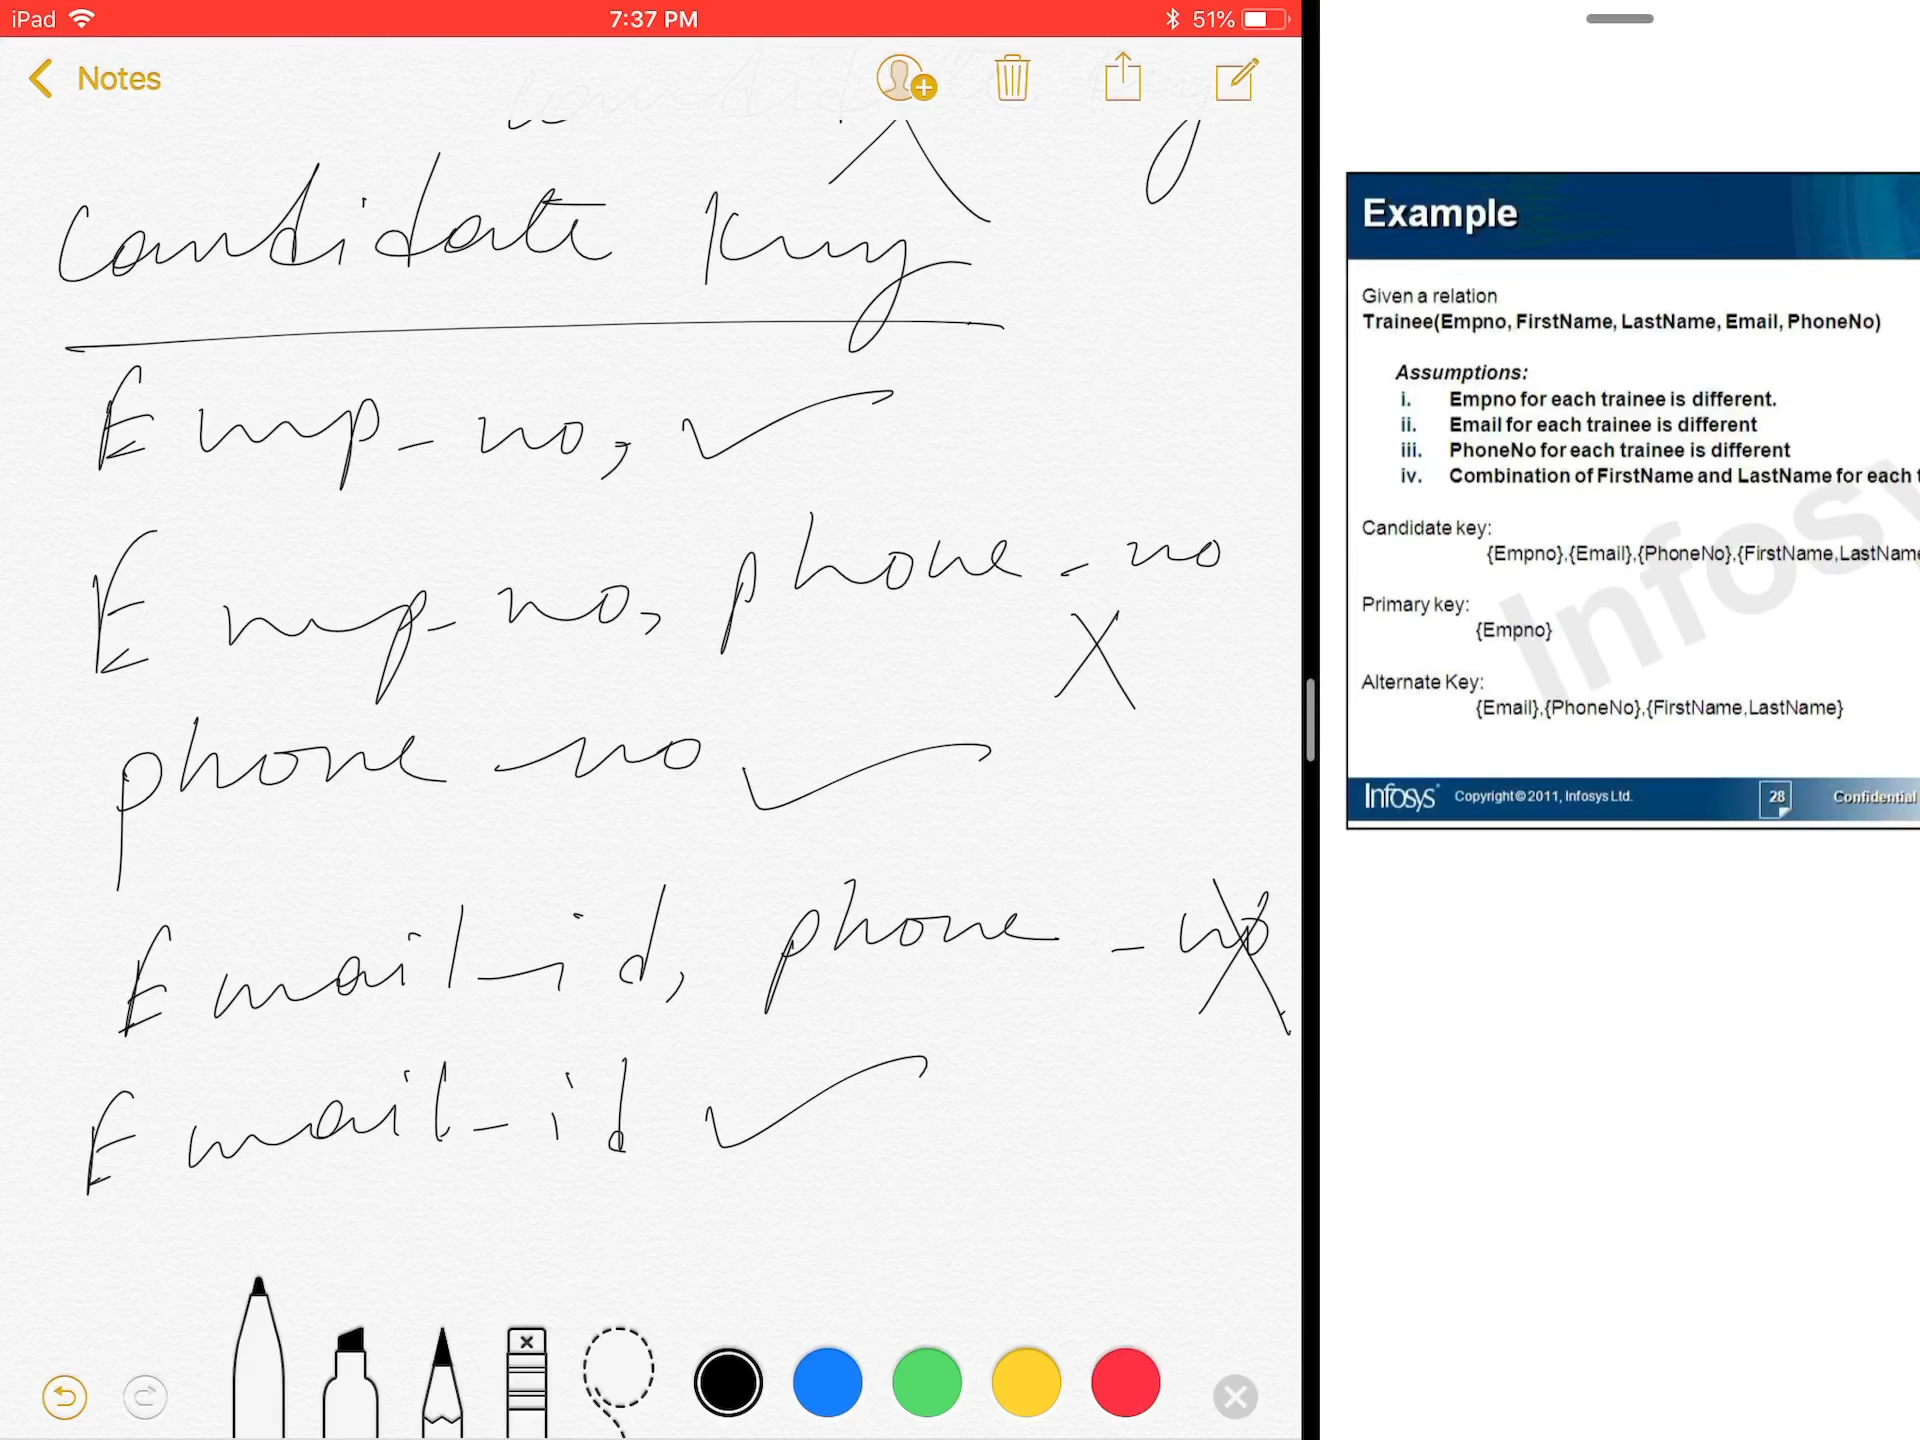 iPad 7:37 PM 51%
Notes
Candidate Key
Emp-no, ✓
Emp-no, phone-no X
phone no ✓
Email-id, phone-no X
Email-id ✓
Example
Given a relation
Trainee(Empno, FirstName, LastName, Email, PhoneNo)
Assumptions:
i. Empno for each trainee is different.
ii. Email for each trainee is different
iii. PhoneNo for each trainee is different
iv. Combination of FirstName and LastName for each t
Candidate key:
{Empno},{Email},{PhoneNo},{FirstName,LastName
Primary key:
{Empno}
Alternate Key:
{Email},{PhoneNo},{FirstName,LastName}
Infosys
Infosys Copyright © 2011, Infosys Ltd. 28 Confidential